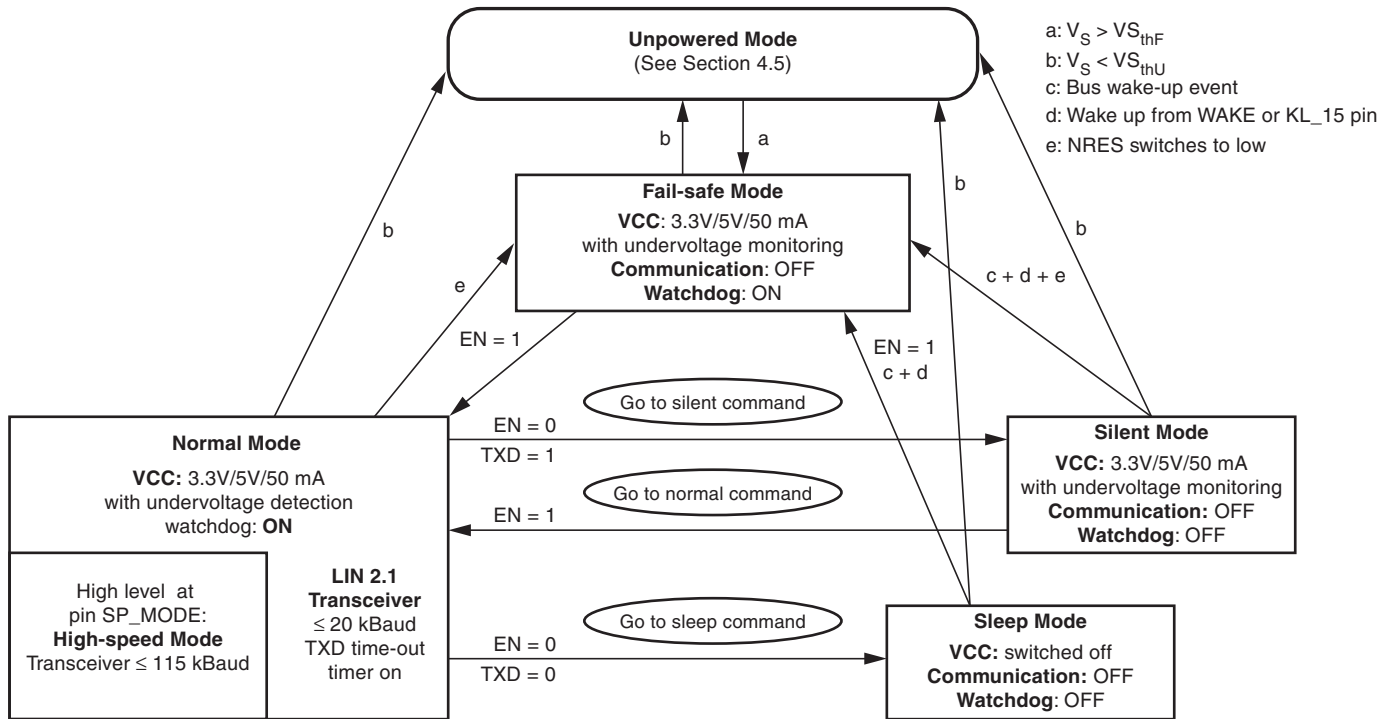 Unpowered Mode
(See Section 4.5)
a: V_S > VS_thF
b: V_S < VS_thU
c: Bus wake-up event
d: Wake up from WAKE or KL_15 pin
e: NRES switches to low
b
a
b
b
b
Fail-safe Mode
VCC: 3.3V/5V/50 mA
with undervoltage monitoring
Communication: OFF
Watchdog: ON
e
EN = 1
c + d + e
EN = 1
c + d
Go to silent command
EN = 0
TXD = 1
Go to normal command
EN = 1
Go to sleep command
EN = 0
TXD = 0
Normal Mode
VCC: 3.3V/5V/50 mA
with undervoltage detection
watchdog: ON
High level at
pin SP_MODE:
High-speed Mode
Transceiver ≤ 115 kBaud
LIN 2.1
Transceiver
≤ 20 kBaud
TXD time-out
timer on
Silent Mode
VCC: 3.3V/5V/50 mA
with undervoltage monitoring
Communication: OFF
Watchdog: OFF
Sleep Mode
VCC: switched off
Communication: OFF
Watchdog: OFF